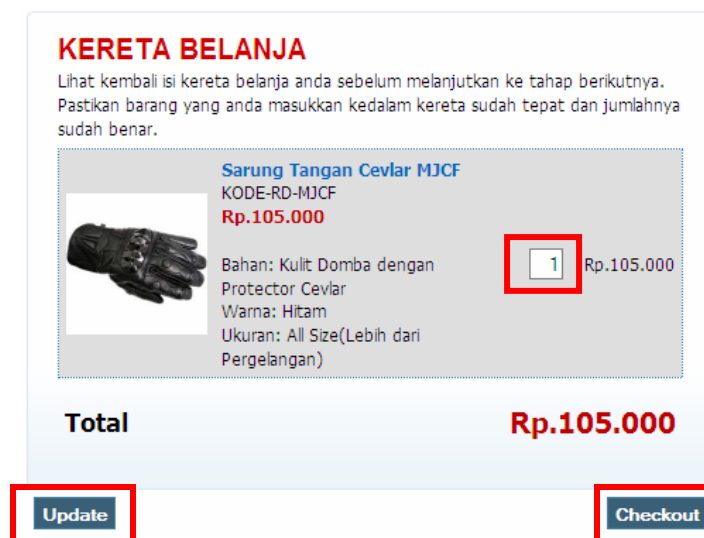 KERETA BELANJA
Lihat kembali isi kereta belanja anda sebelum melanjutkan ke tahap berikutnya.
Pastikan barang yang anda masukkan kedalam kereta sudah tepat dan jumlahnya
sudah benar.
Sarung Tangan Cevlar MJCF
KODE-RD-MJCF
Rp.105.000
Bahan: Kulit Domba dengan
Protector Cevlar
Warna: Hitam
Ukuran: All Size(Lebih dari
Pergelangan)
1 Rp.105.000
Total Rp.105.000
Update Checkout